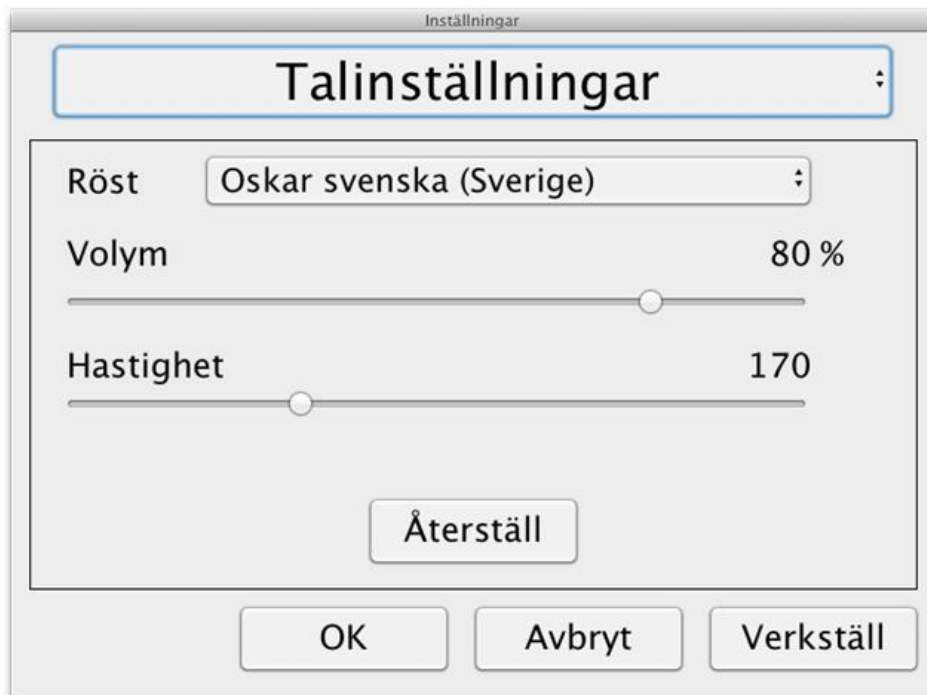 Inställningar
Talinställningar
Röst Oskar svenska (Sverige)
Volym 80 %
Hastighet 170
Återställ
OK Avbryt Verkställ